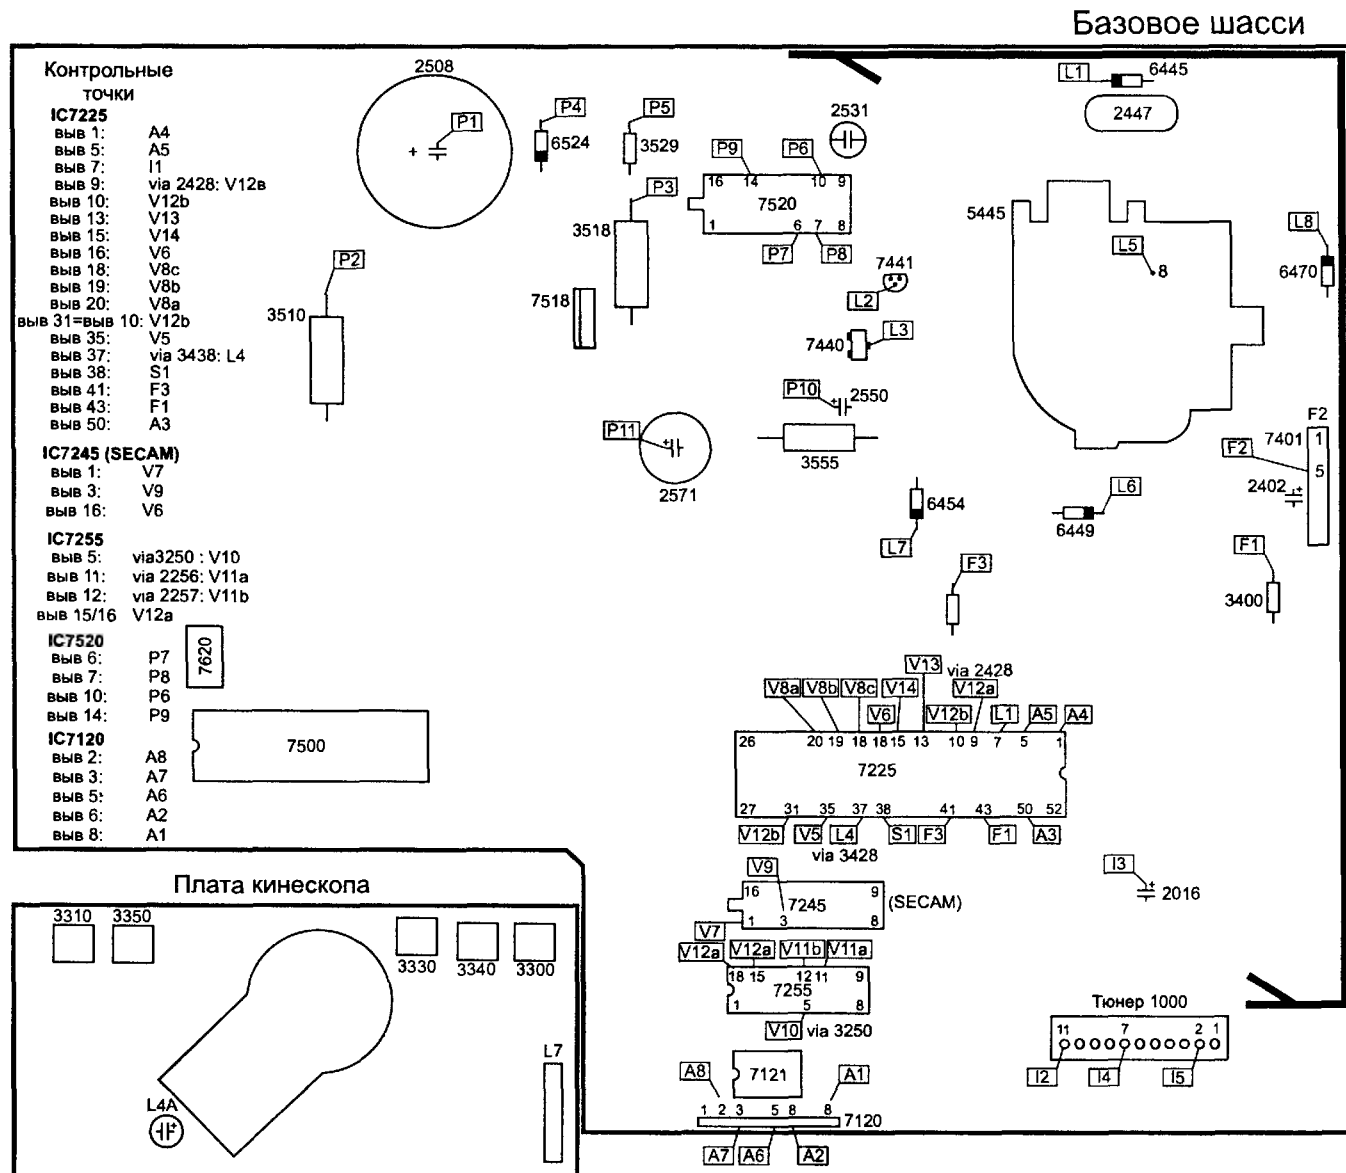 Базовое шасси
Контрольные
точки
IC7225
выв 1: A4
выв 5: A5
выв 7: I1
выв 9: via 2428: V12в
выв 10: V12b
выв 13: V13
выв 15: V14
выв 16: V6
выв 18: V8c
выв 19: V8b
выв 20: V8a
выв 31=выв 10: V12b
выв 35: V5
выв 37: via 3438: L4
выв 38: S1
выв 41: F3
выв 43: F1
выв 50: A3
IC7245 (SECAM)
выв 1: V7
выв 3: V9
выв 16: V6
IC7255
выв 5: via3250 : V10
выв 11: via 2256: V11a
выв 12: via 2257: V11b
выв 15/16 V12a
IC7520
выв 6: P7
выв 7: P8
выв 10: P6
выв 14: P9
IC7120
выв 2: A8
выв 3: A7
выв 5: A6
выв 6: A2
выв 8: A1
2508
P1
+
P4
6524
P5
3529
2531
L1
6445
2447
P9 P6
16 14 10 9
7520
1 6 7 8
P7 P8
P3
3518
P2
3510
7518
7441
L2
L3
7440
5445
L5
8
L8
6470
P10
+
2550
P11
+
2571
3555
F2
7401
1
5
F2
2402
+
6454
L7
L6
6449
F1
3400
F3
7620
7500
V13 via 2428
V8a V8b V8c V14 V12a
V6 V12b L1 A5 A4
26 20 19 18 18 15 13 10 9 7 5 1
7225
27 31 35 37 38 41 43 50 52
V12b V5 L4 S1 F3 F1 A3
via 3428
V9
16 9
7245 (SECAM)
1 3 8
V7
V12a V12a V11b V11a
18 15 12 11 9
7255
1 5 8
V10 via 3250
I3
+
2016
Тюнер 1000
11 7 2 1
I2 I4 I5
7121
A8 A1
1 2 3 5 8 8
7120
A7 A6 A2
Плата кинескопа
3310 3350
3330 3340 3300
L7
L4A
+